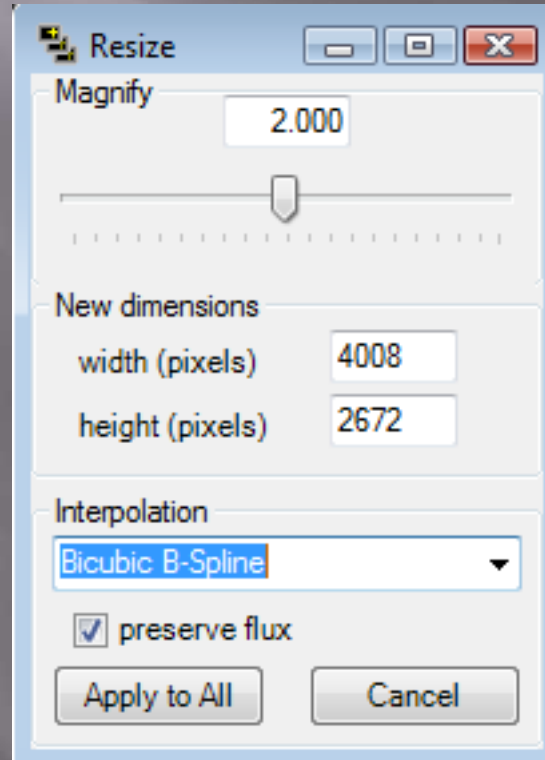 Resize
Magnify
2.000
New dimensions
width (pixels) 4008
height (pixels) 2672
Interpolation
Bicubic B-Spline
preserve flux
Apply to All Cancel